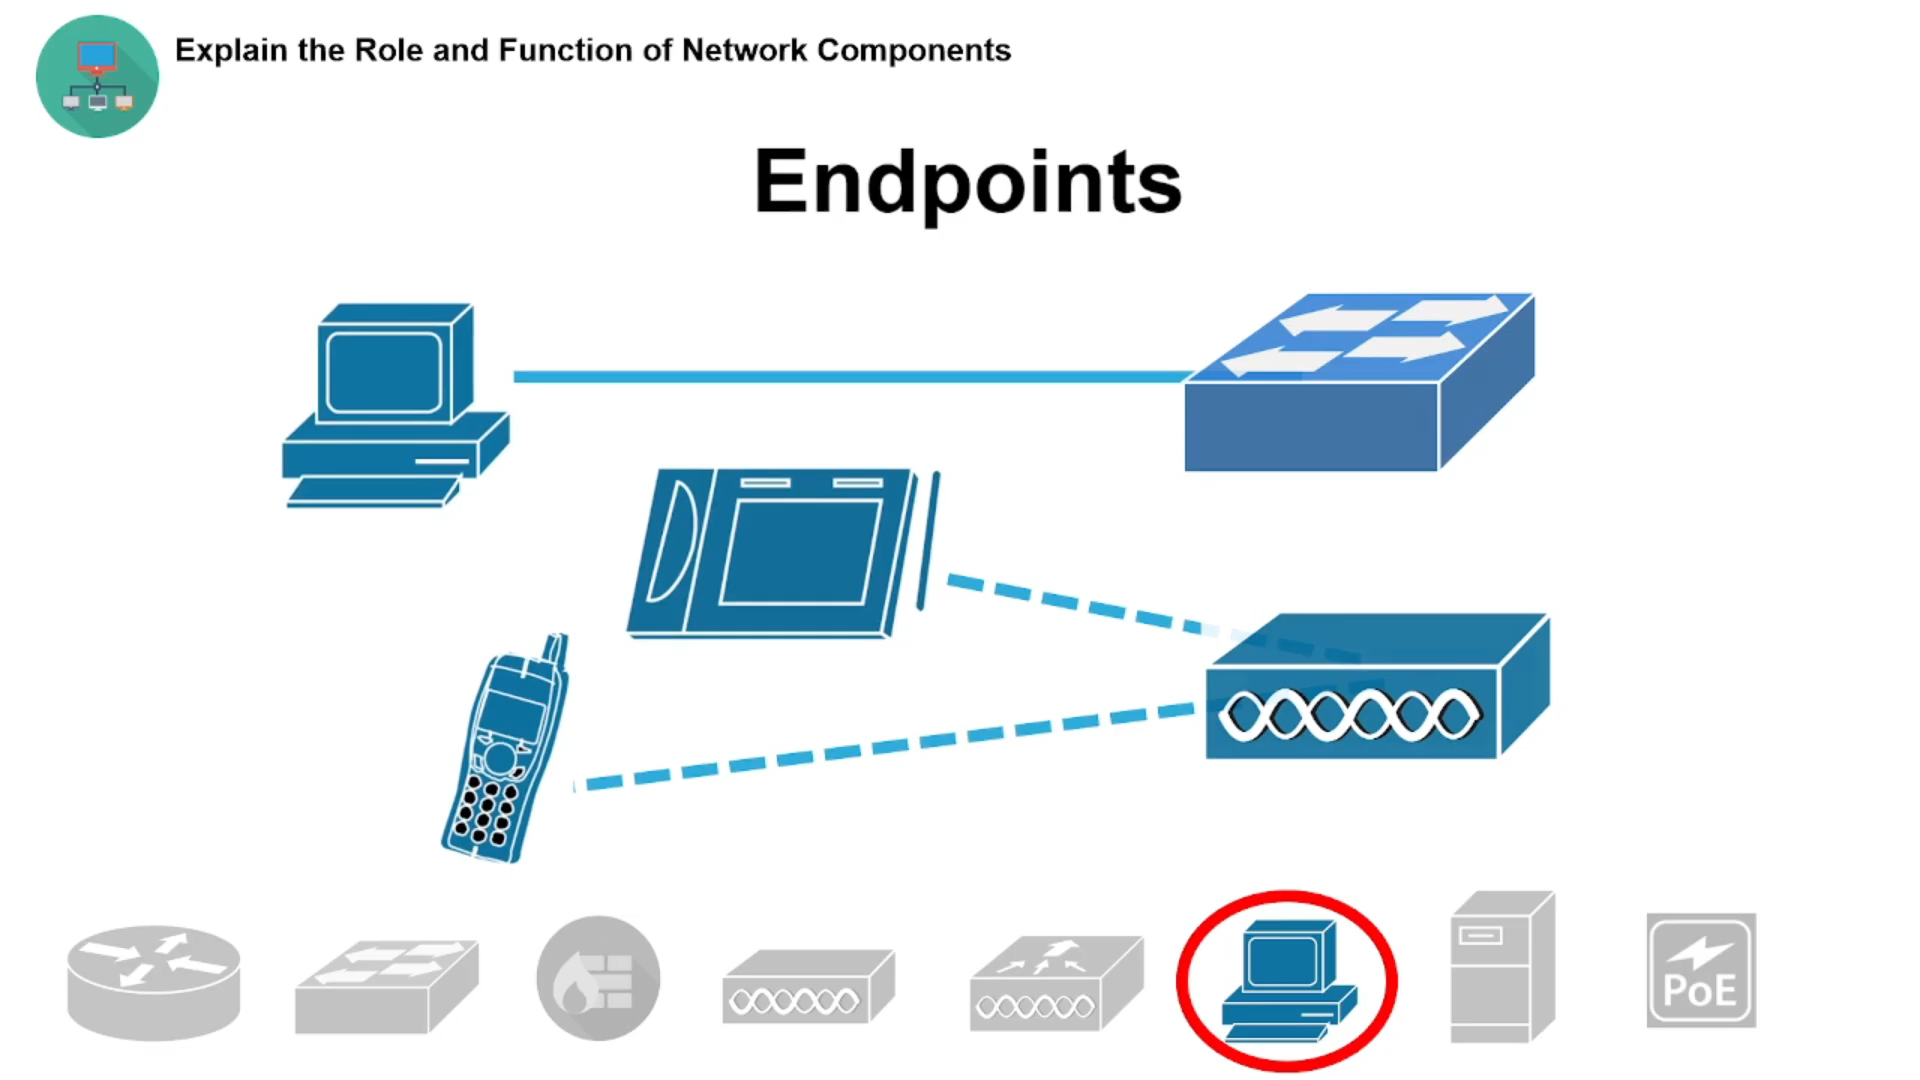 Explain the Role and Function of Network Components
Endpoints
PoE